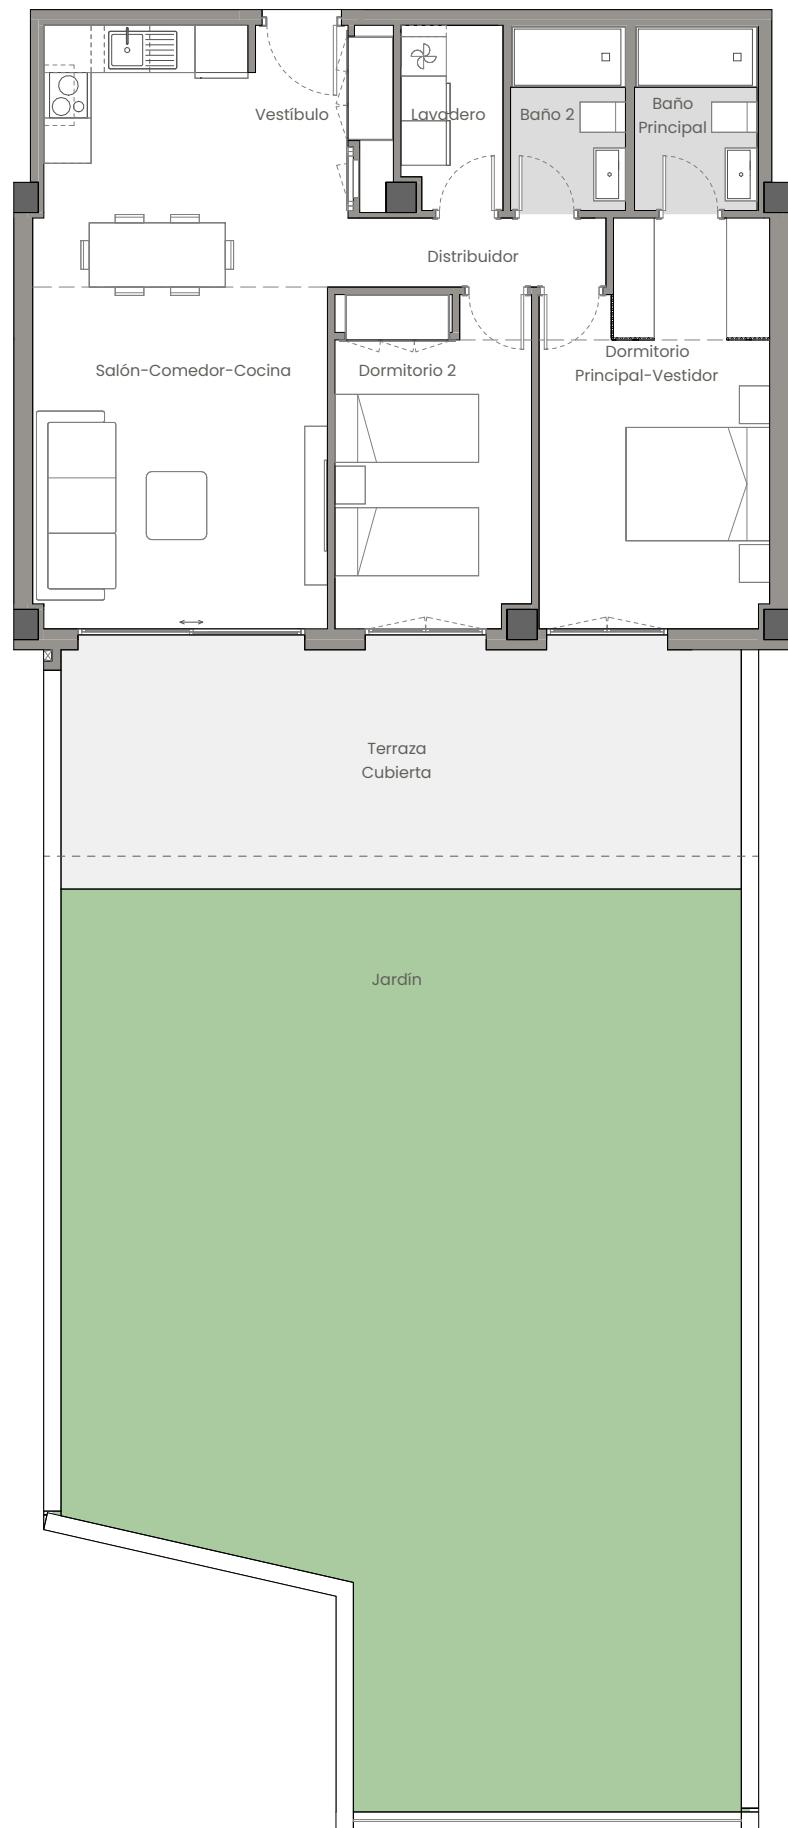 Vestíbulo
Lavadero
Baño 2
Baño
Principal
Distribuidor
Salón-Comedor-Cocina
Dormitorio 2
Dormitorio
Principal-Vestidor
Terraza
Cubierta
Jardín